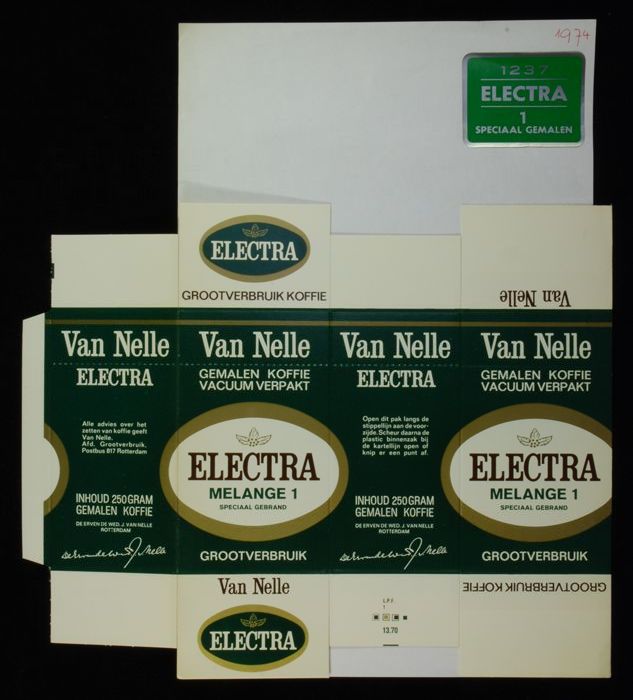 1974
1237
ELECTRA
1
SPECIAAL GEMALEN
ELECTRA
GROOTVERBRUIK KOFFIE
Van Nelle
Van Nelle
ELECTRA
Alle advies over het
zetten van koffie geeft
Van Nelle.
Afd. Grootverbruik,
Postbus 817 Rotterdam
INHOUD 250 GRAM
GEMALEN KOFFIE
DE ERVEN DE WED. J. VAN NELLE
ROTTERDAM
Van Nelle
GEMALEN KOFFIE
VACUUM VERPAKT
ELECTRA
MELANGE 1
SPECIAAL GEBRAND
GROOTVERBRUIK
Van Nelle
ELECTRA
Open dit pak langs de
stippellijn aan de voor-
zijde. Scheur daarna de
plastic binnenzak bij
de kartellijn open of
knip er een punt af.
INHOUD 250 GRAM
GEMALEN KOFFIE
DE ERVEN DE WED. J. VAN NELLE
ROTTERDAM
Van Nelle
GEMALEN KOFFIE
VACUUM VERPAKT
ELECTRA
MELANGE 1
SPECIAAL GEBRAND
GROOTVERBRUIK
Van Nelle
ELECTRA
L.P.F.
1
13.70
GROOTVERBRUIK KOFFIE